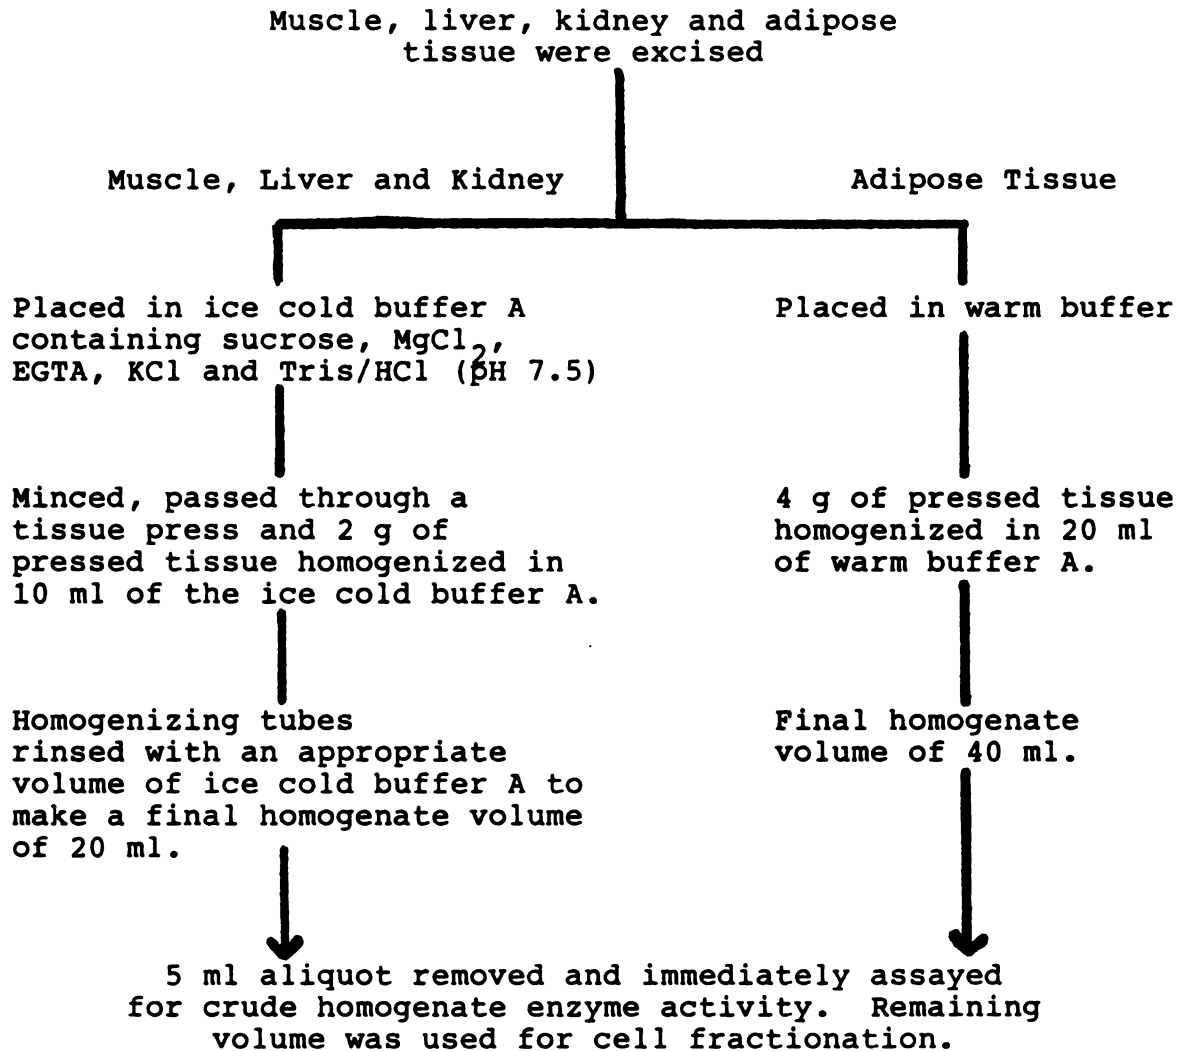 Muscle, liver, kidney and adipose
tissue were excised
Muscle, Liver and Kidney
Adipose Tissue
Placed in ice cold buffer A
containing sucrose, MgCl2,
EGTA, KCl and Tris/HCl (pH 7.5)
Placed in warm buffer
Minced, passed through a
tissue press and 2 g of
pressed tissue homogenized in
10 ml of the ice cold buffer A.
4 g of pressed tissue
homogenized in 20 ml
of warm buffer A.
Homogenizing tubes
rinsed with an appropriate
volume of ice cold buffer A to
make a final homogenate volume
of 20 ml.
Final homogenate
volume of 40 ml.
5 ml aliquot removed and immediately assayed
for crude homogenate enzyme activity. Remaining
volume was used for cell fractionation.